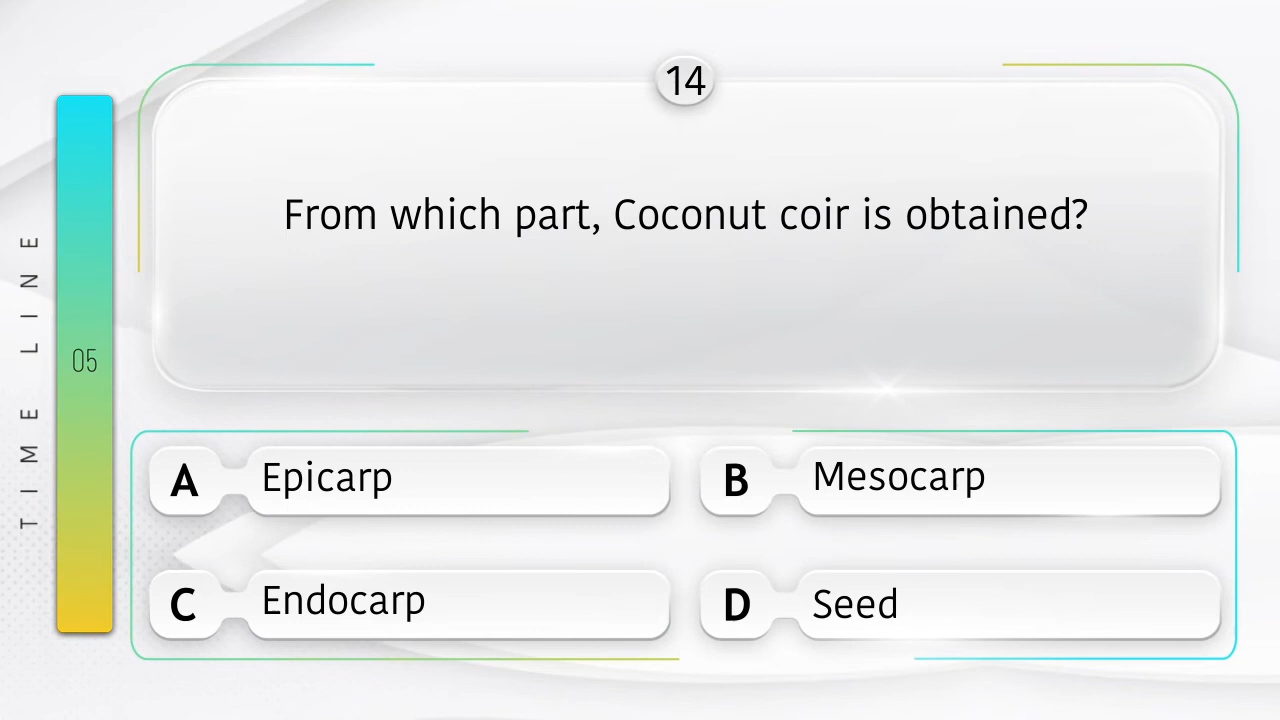 14
From which part, Coconut coir is obtained?
TIME LINE
05
A Epicarp
B Mesocarp
C Endocarp
D Seed